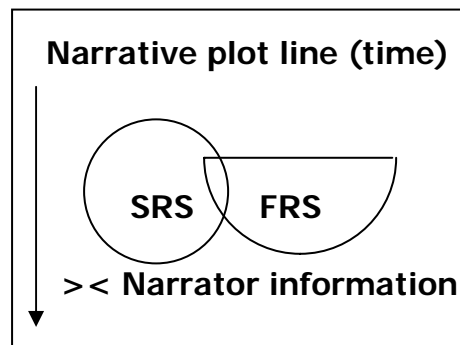 Narrative plot line (time)
SRS FRS
>< Narrator information